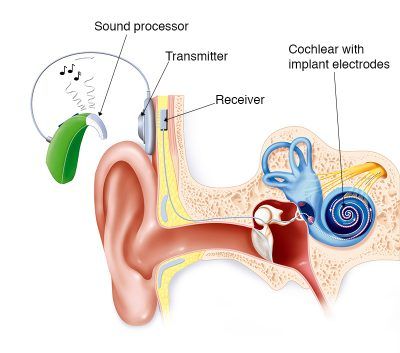 Sound processor
Transmitter
Cochlear with
implant electrodes
Receiver